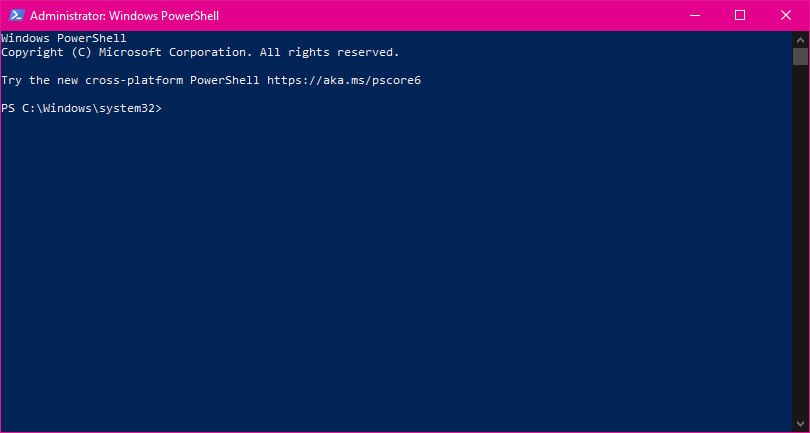 Administrator: Windows PowerShell
Windows PowerShell
Copyright (C) Microsoft Corporation. All rights reserved.
Try the new cross-platform PowerShell https://aka.ms/pscore6
PS C:\Windows\system32>